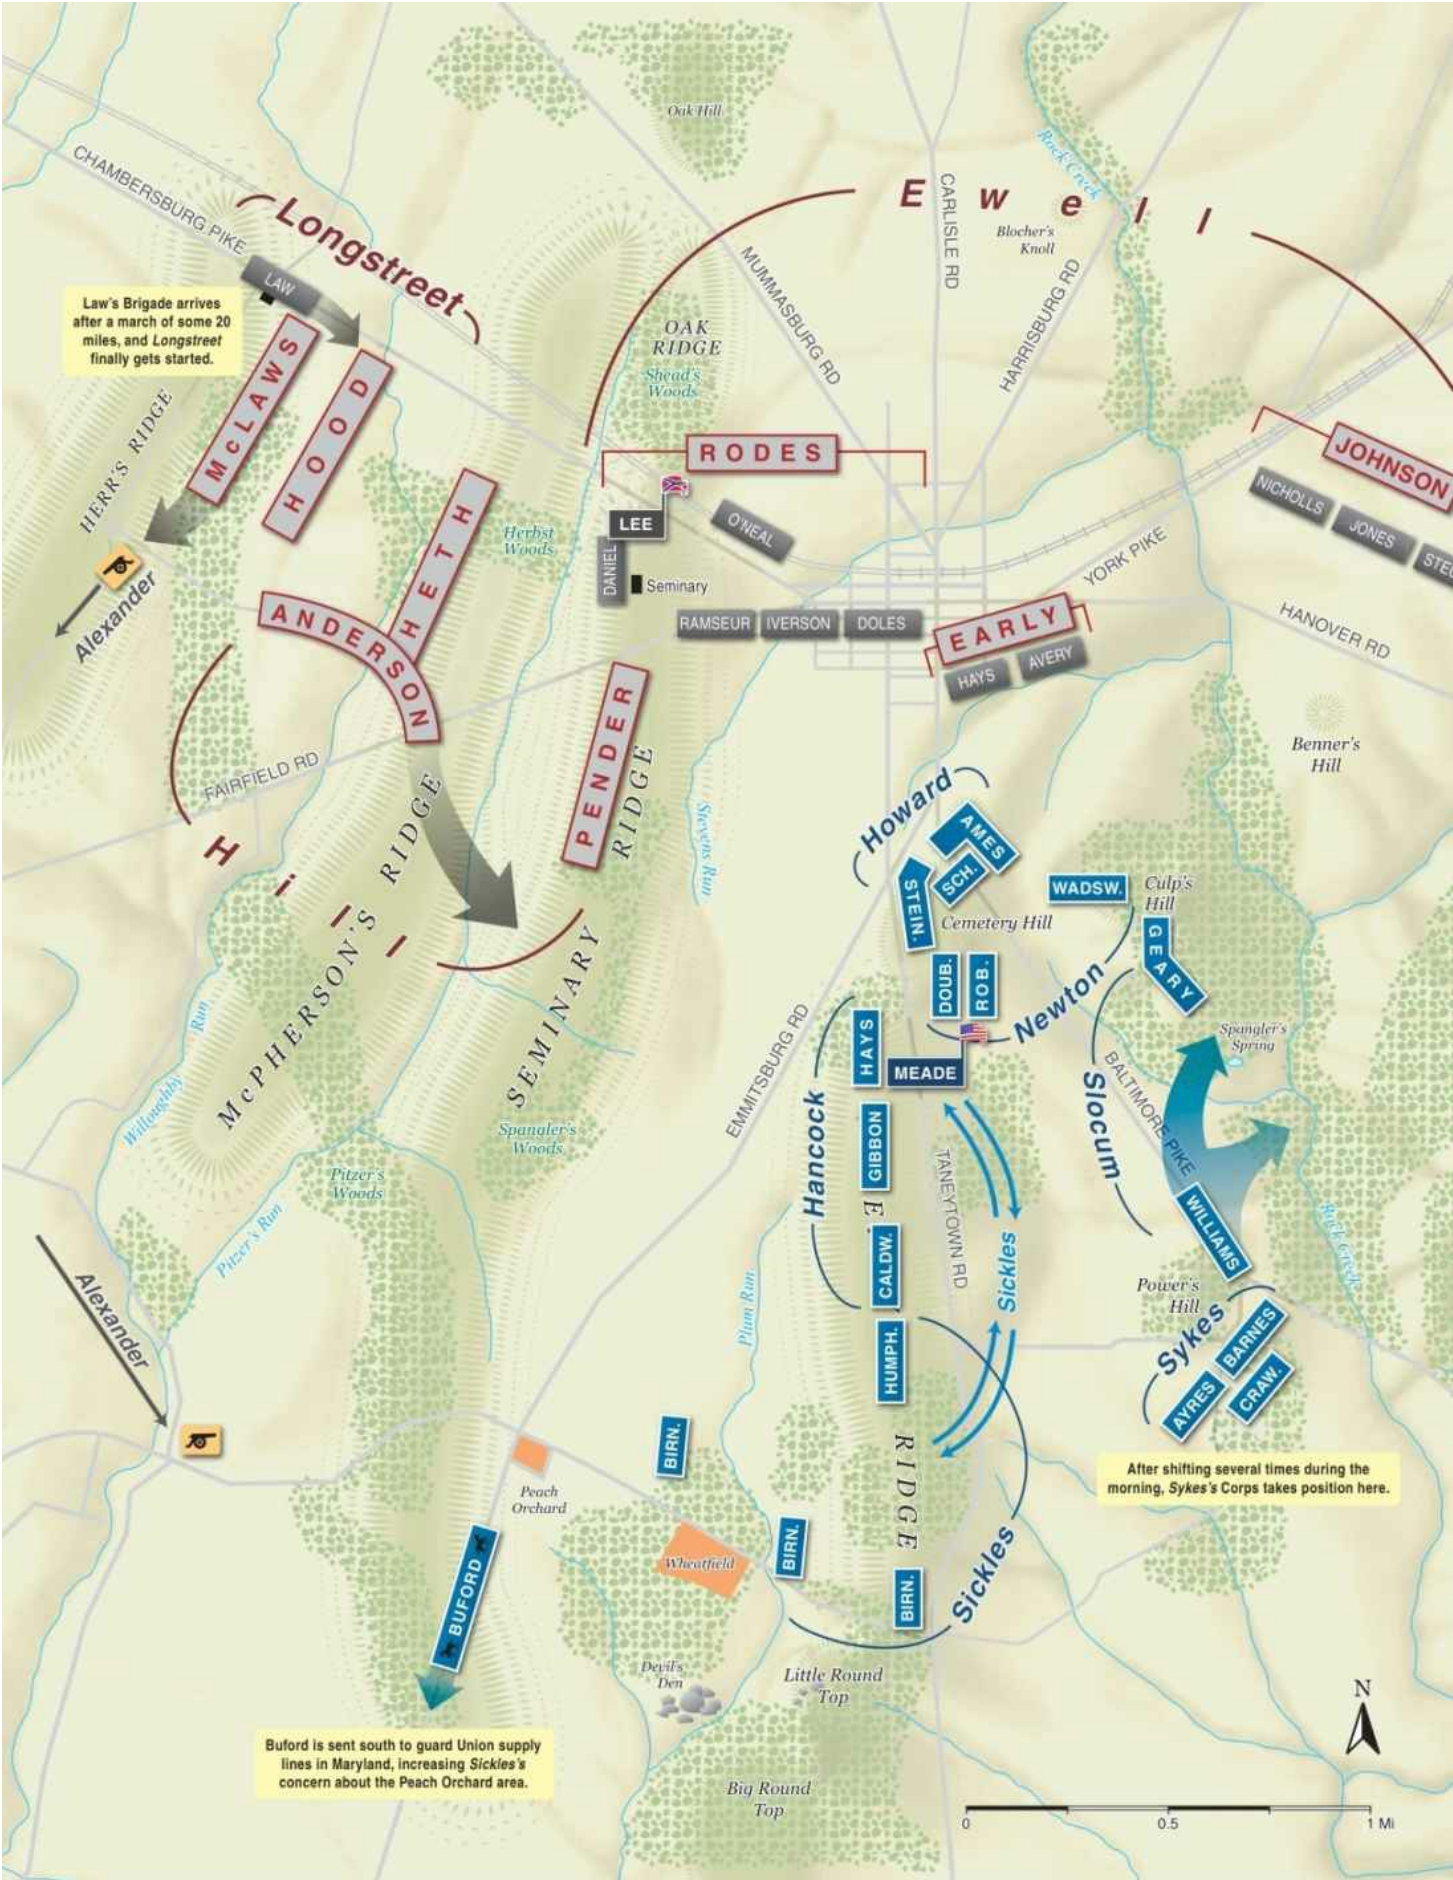 Oak Hill
Rock Creek
CHAMBERSBURG PIKE
Longstreet
Ewell
CARLISLE RD
Blocher's
Knoll
LAW
MUMMASBURG RD
HARRISBURG RD
Law's Brigade arrives
after a march of some 20
miles, and Longstreet
finally gets started.
OAK
RIDGE
Shead's
Woods
McLAWS
HOOD
HERR'S RIDGE
RODES
JOHNSON
HETH
LEE
O'NEAL
NICHOLLS
JONES
STEU
Herbst
Woods
DANIEL
Seminary
YORK PIKE
Alexander
ANDERSON
RAMSEUR
IVERSON
DOLES
EARLY
HAYS
AVERY
HANOVER RD
PENDER
Benner's
Hill
FAIRFIELD RD
Hill
McPHERSON'S RIDGE
SEMINARY RIDGE
Stevens Run
Howard
AMES
SCH.
STEIN.
WADSW.
Culp's
Hill
Cemetery Hill
GEARY
DOUB.
ROB.
Newton
Spangler's
Spring
HAYS
MEADE
EMMITSBURG RD
BALTIMORE PIKE
Slocum
Willoughby Run
Spangler's
Woods
Hancock
GIBBON
TANEYTOWN RD
Pitzer's
Woods
E
WILLIAMS
Rock Creek
Pitzer's Run
CALDW.
Sickles
Plum Run
Power's
Hill
Alexander
Sykes
BARNES
HUMPH.
AYRES
CRAW.
BIRN.
RIDGE
After shifting several times during the
morning, Sykes's Corps takes position here.
Peach
Orchard
BUFORD
BIRN.
Wheatfield
Sickles
BIRN.
Devil's
Den
Little Round
Top
N
Buford is sent south to guard Union supply
lines in Maryland, increasing Sickles's
concern about the Peach Orchard area.
Big Round
Top
0
0.5
1 Mi